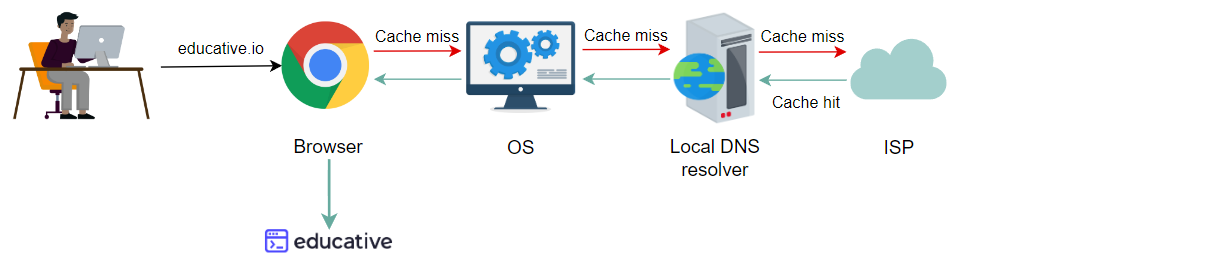 educative.io
Cache miss
Cache miss
Cache miss
Cache hit
Browser
OS
Local DNS
resolver
ISP
educative